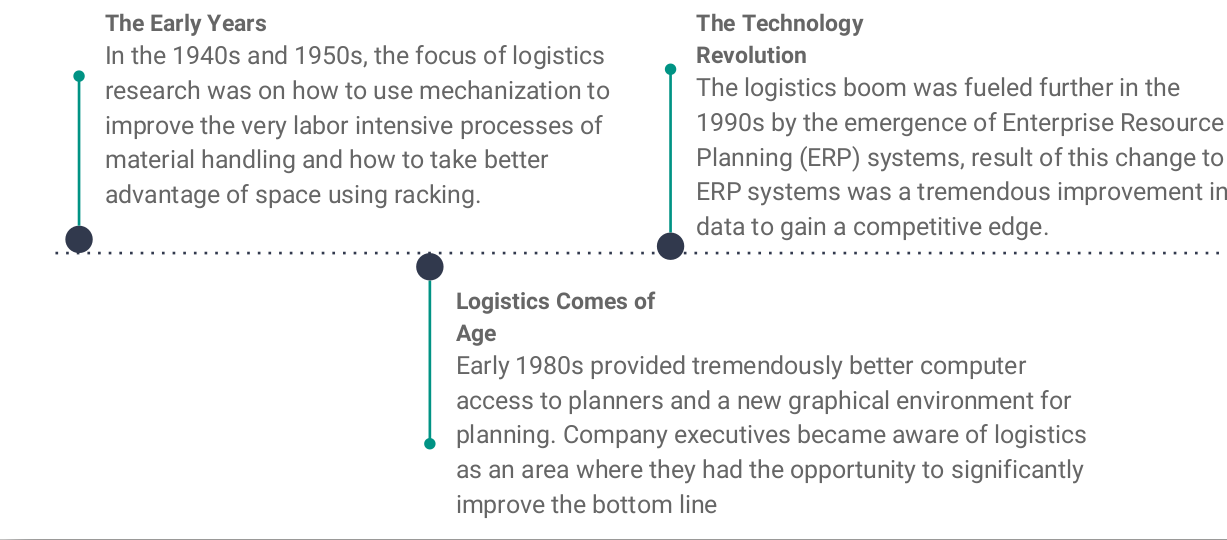 The Early Years
In the 1940s and 1950s, the focus of logistics
research was on how to use mechanization to
improve the very labor intensive processes of
material handling and how to take better
advantage of space using racking.
Logistics Comes of
Age
Early 1980s provided tremendously better computer
access to planners and a new graphical environment for
planning. Company executives became aware of logistics
as an area where they had the opportunity to significantly
improve the bottom line
The Technology
Revolution
The logistics boom was fueled further in the
1990s by the emergence of Enterprise Resource
Planning (ERP) systems, result of this change to
ERP systems was a tremendous improvement in
data to gain a competitive edge.